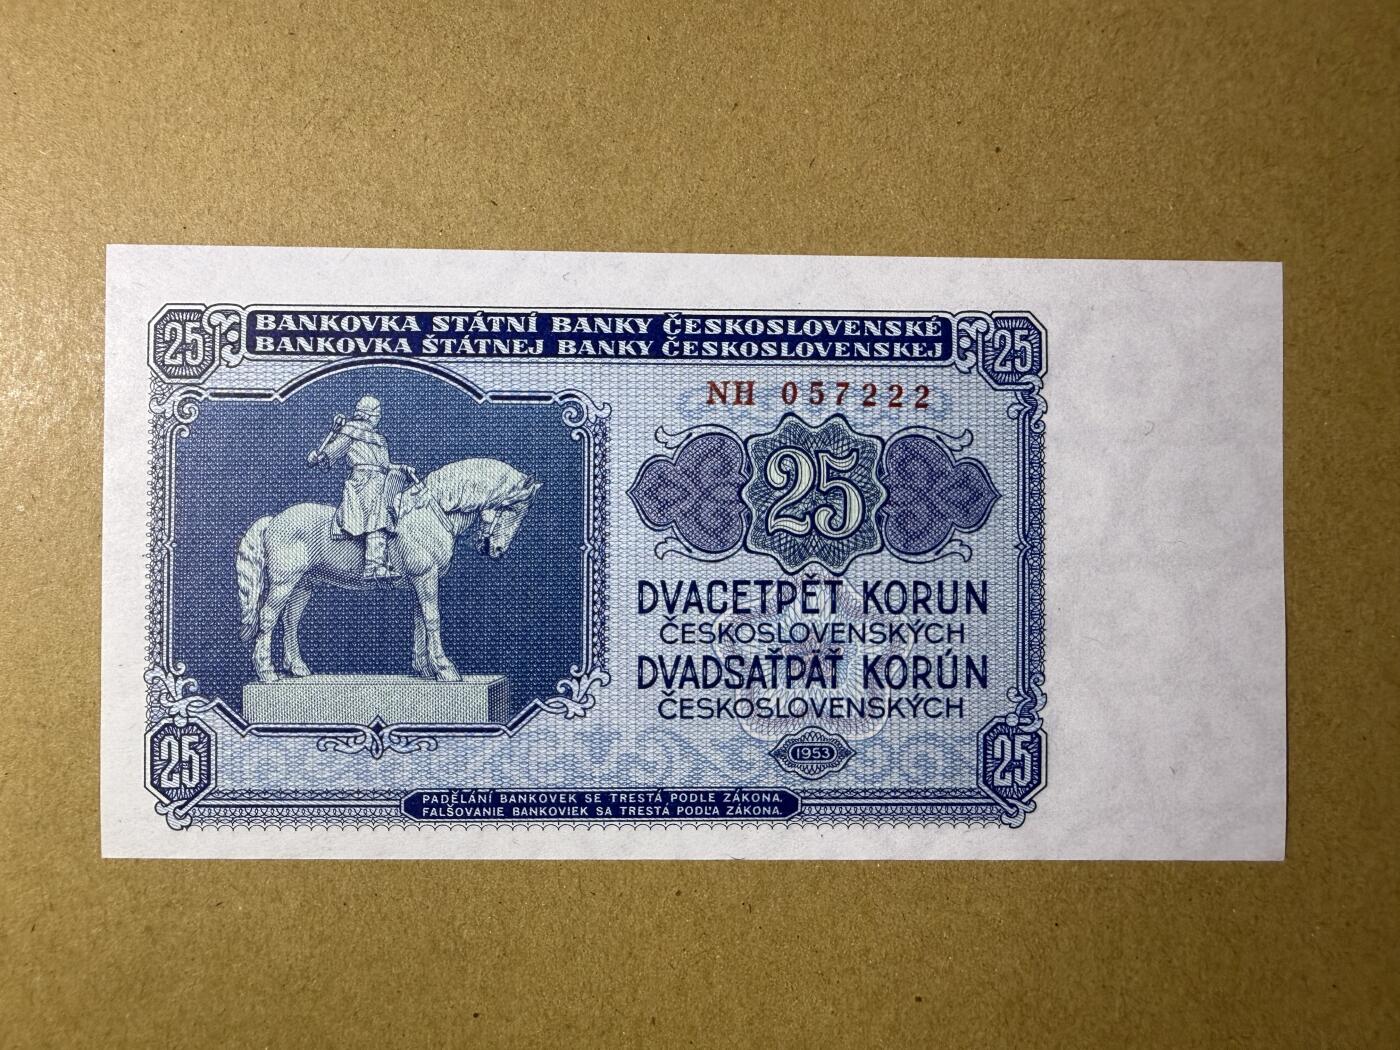 25 BANKOVKA STÁTNÍ BANKY ČESKOSLOVENSKÉ 25
BANKOVKA ŠTÁTNEJ BANKY ČESKOSLOVENSKEJ
NH 057222
25
DVACETPĚT KORUN
ČESKOSLOVENSKÝCH
DVADSAŤPÄŤ KORÚN
ČESKOSLOVENSKÝCH
1953
25 25
PADĚLÁNÍ BANKOVEK SE TRESTÁ PODLE ZÁKONA.
FALŠOVANIE BANKOVIEK SA TRESTÁ PODĽA ZÁKONA.